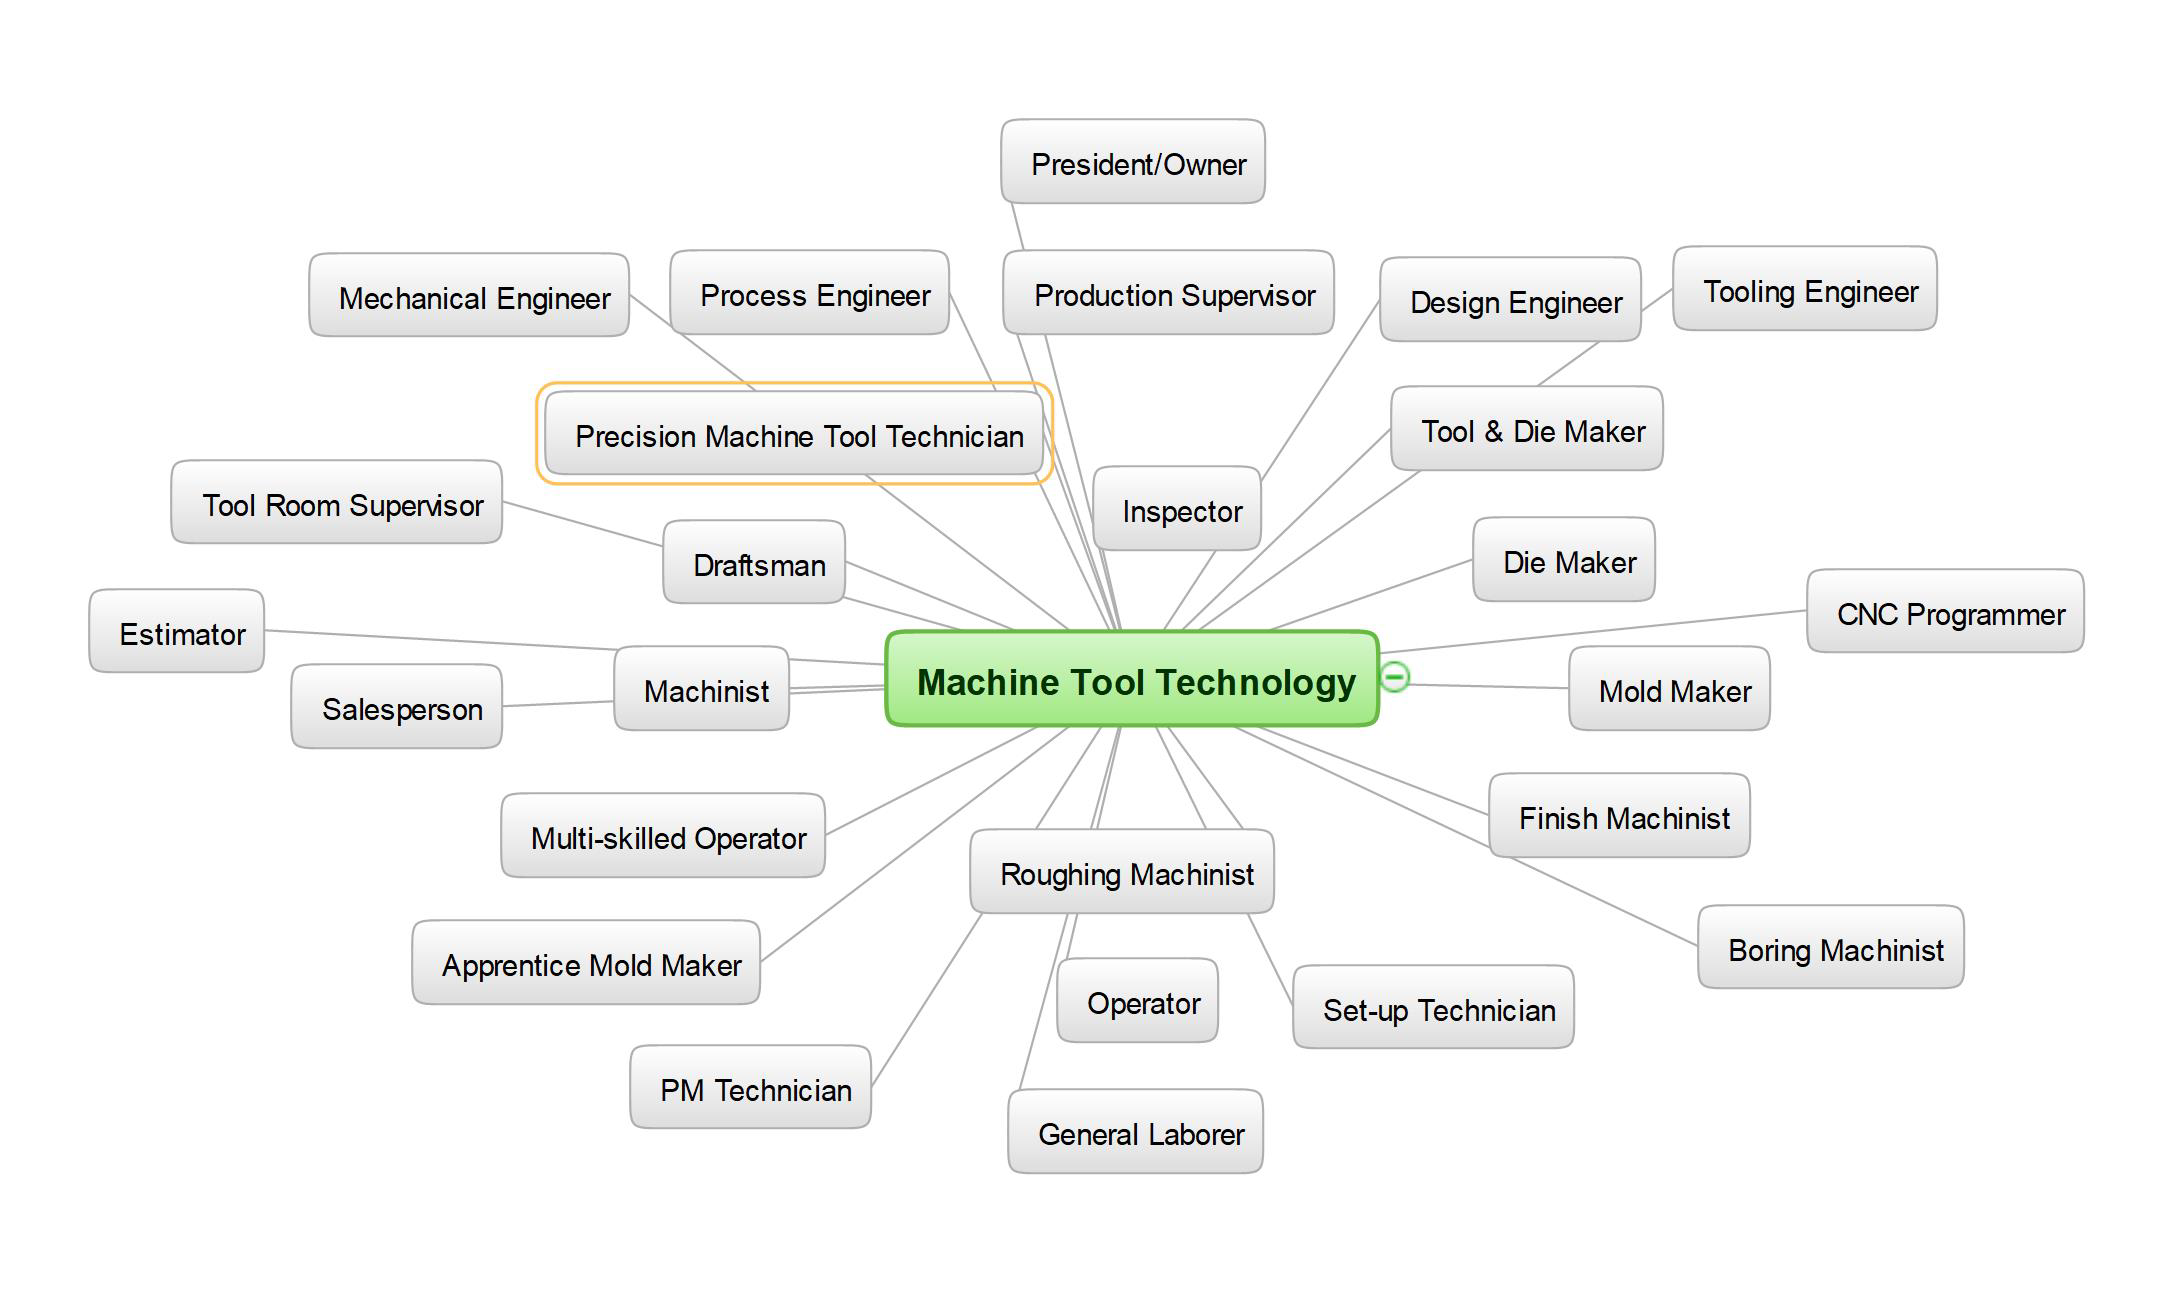 President/Owner
Mechanical Engineer
Process Engineer
Production Supervisor
Design Engineer
Tooling Engineer
Precision Machine Tool Technician
Tool & Die Maker
Tool Room Supervisor
Inspector
Draftsman
Die Maker
Estimator
CNC Programmer
Salesperson
Machinist
Machine Tool Technology
Mold Maker
Multi-skilled Operator
Roughing Machinist
Finish Machinist
Apprentice Mold Maker
Operator
Set-up Technician
Boring Machinist
PM Technician
General Laborer